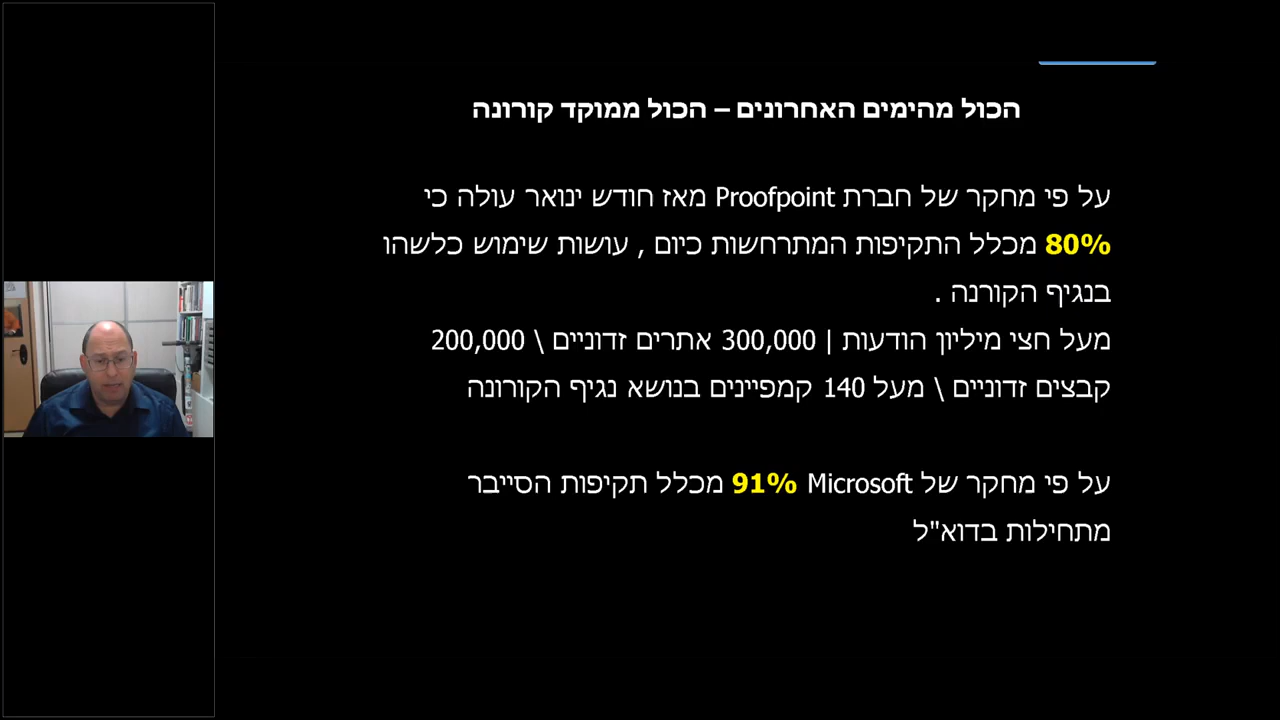 הכול מהימים האחרונים – הכול ממוקד קורונה
על פי מחקר של חברת Proofpoint מאז חודש ינואר עולה כי
80% מכלל התקיפות המתרחשות כיום , עושות שימוש כלשהו
בנגיף הקורנה .
מעל חצי מיליון הודעות | 300,000 אתרים זדוניים \ 200,000
קבצים זדוניים \ מעל 140 קמפיינים בנושא נגיף הקורונה
על פי מחקר של Microsoft 91% מכלל תקיפות הסייבר
מתחילות בדוא"ל